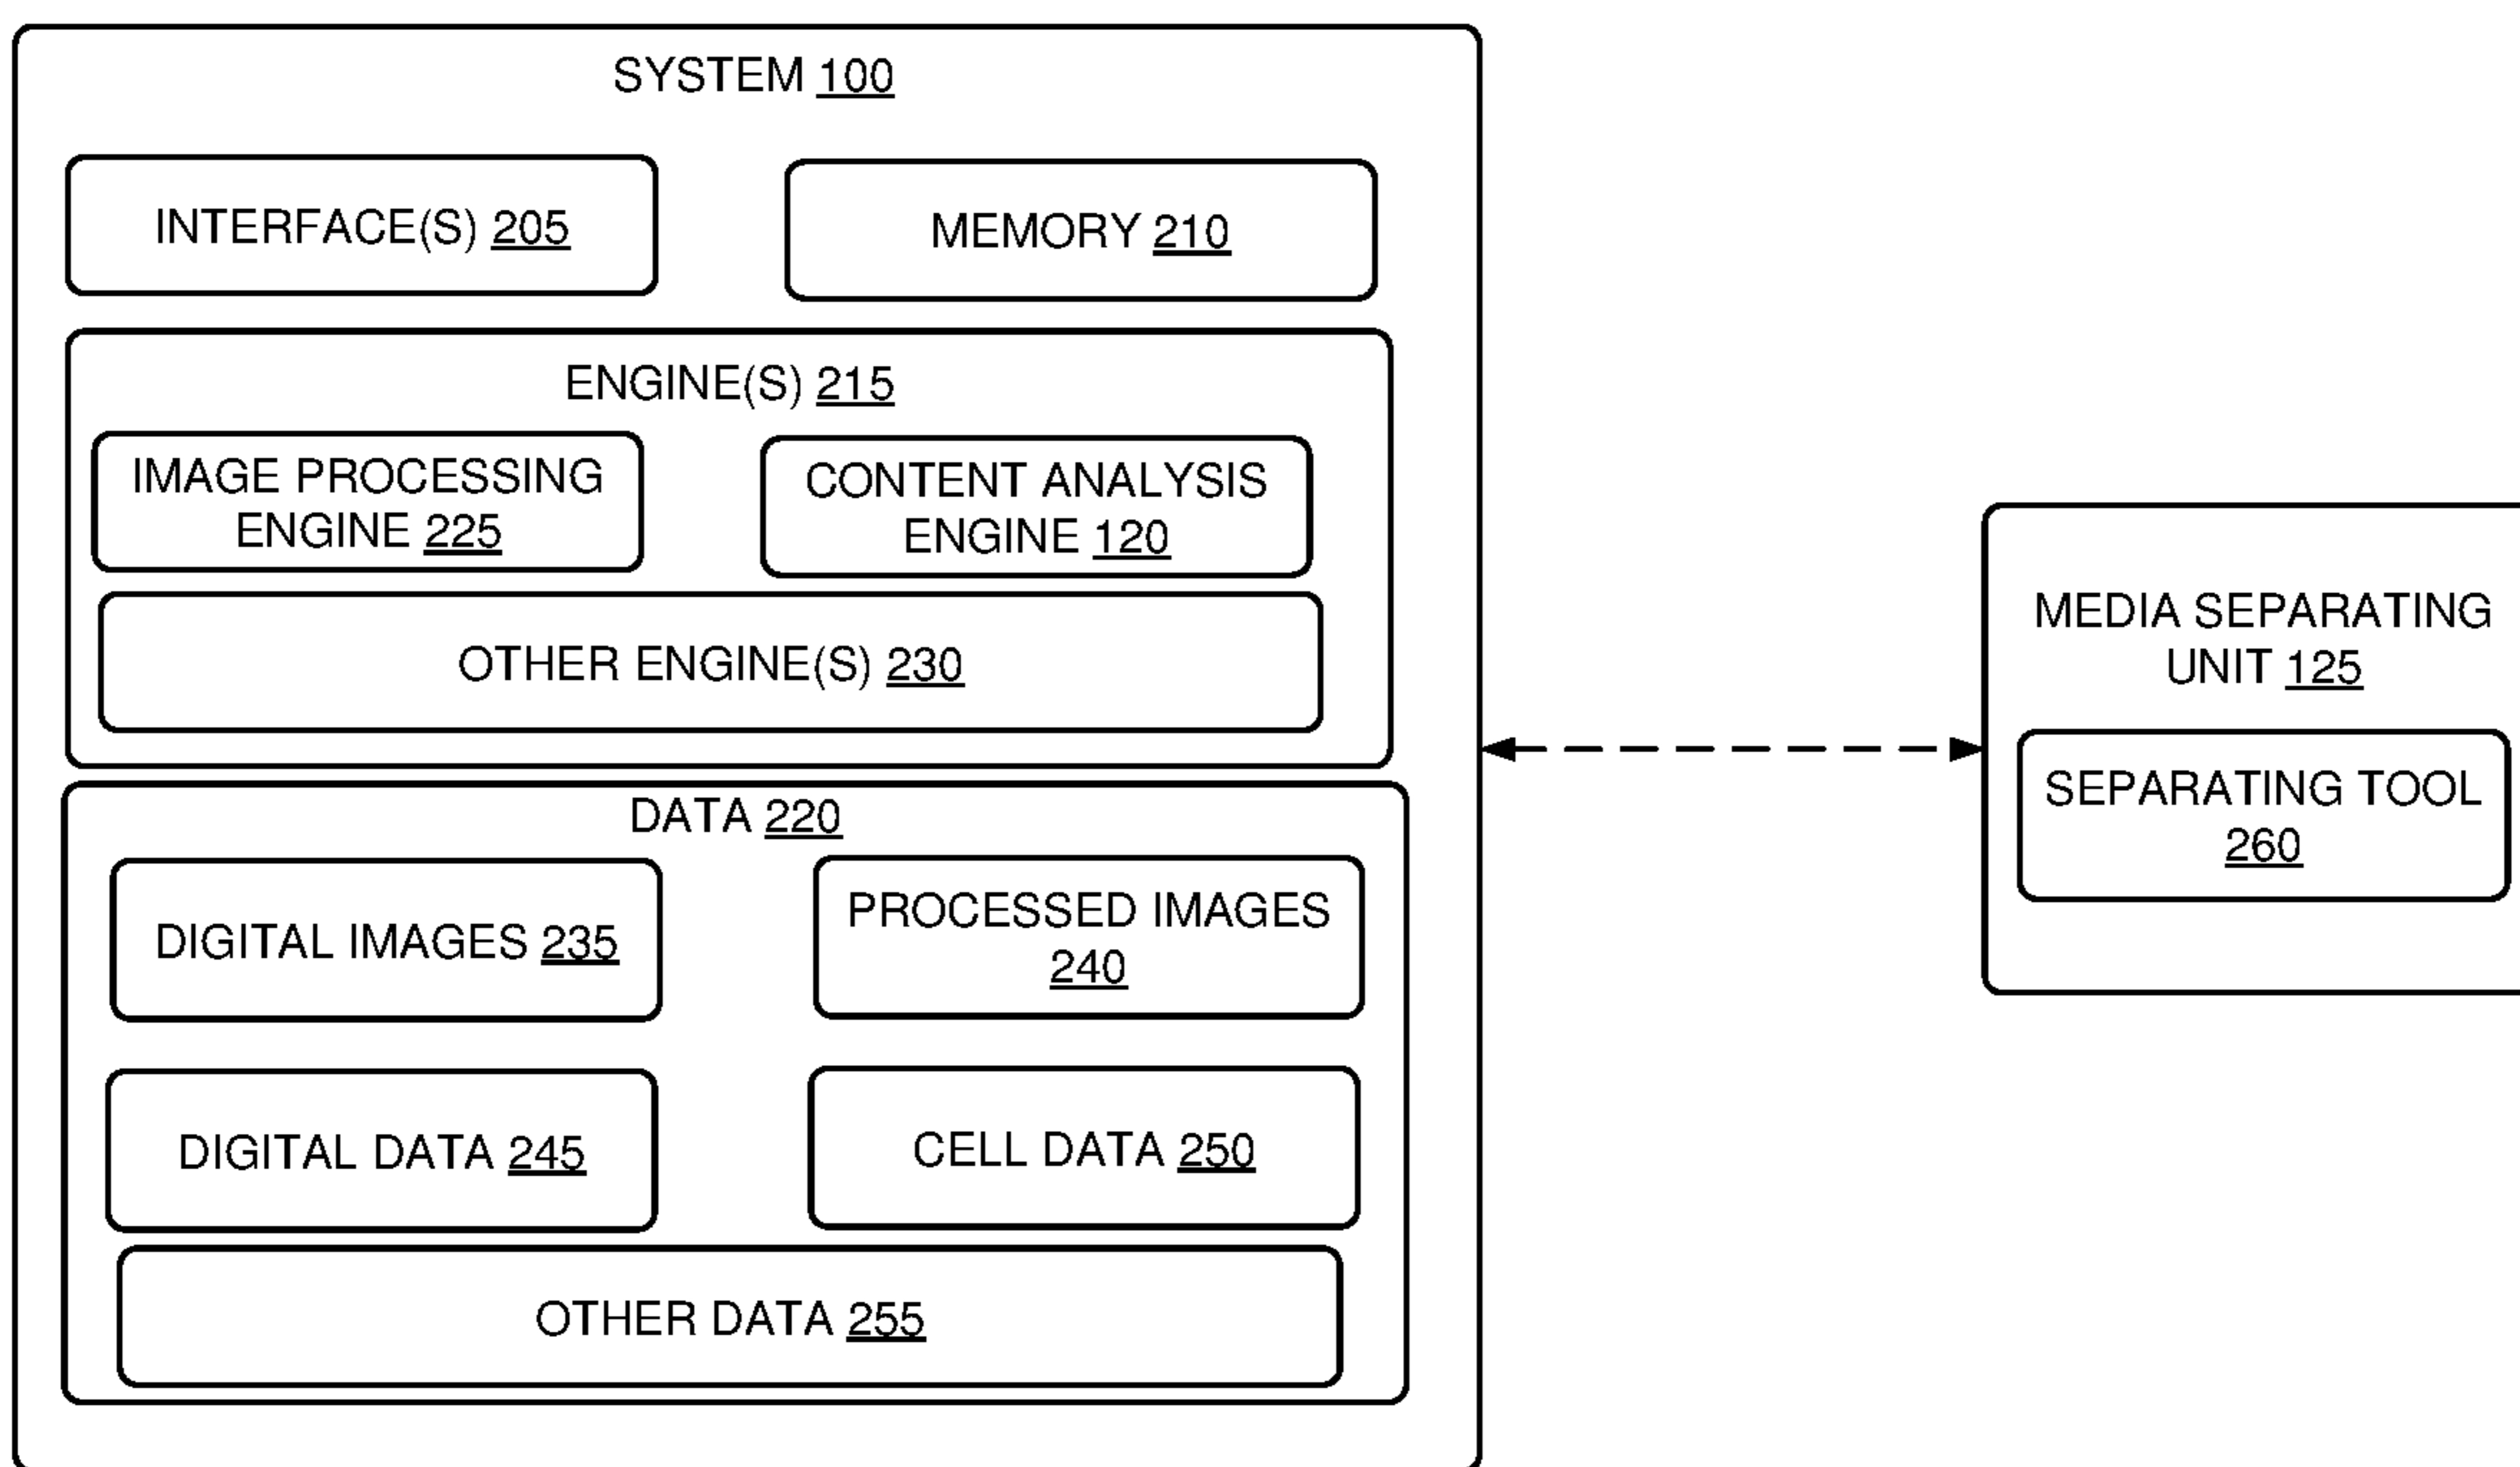 SYSTEM 100
INTERFACE(S) 205
MEMORY 210
ENGINE(S) 215
IMAGE PROCESSING
ENGINE 225
CONTENT ANALYSIS
ENGINE 120
OTHER ENGINE(S) 230
DATA 220
DIGITAL IMAGES 235
PROCESSED IMAGES
240
DIGITAL DATA 245
CELL DATA 250
OTHER DATA 255
MEDIA SEPARATING
UNIT 125
SEPARATING TOOL
260